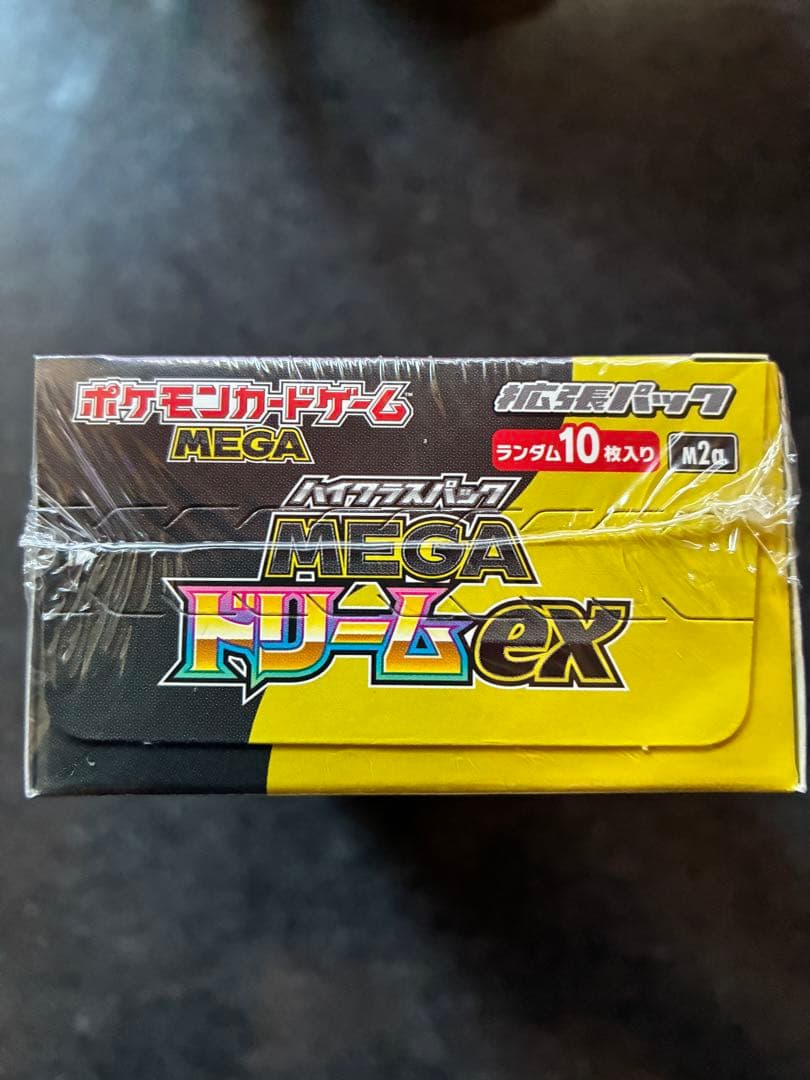 ポケモンカードゲーム™
MEGA
拡張パック
ランダム10枚入り
M2a
ハイクラスパック
MEGA
ドリームex